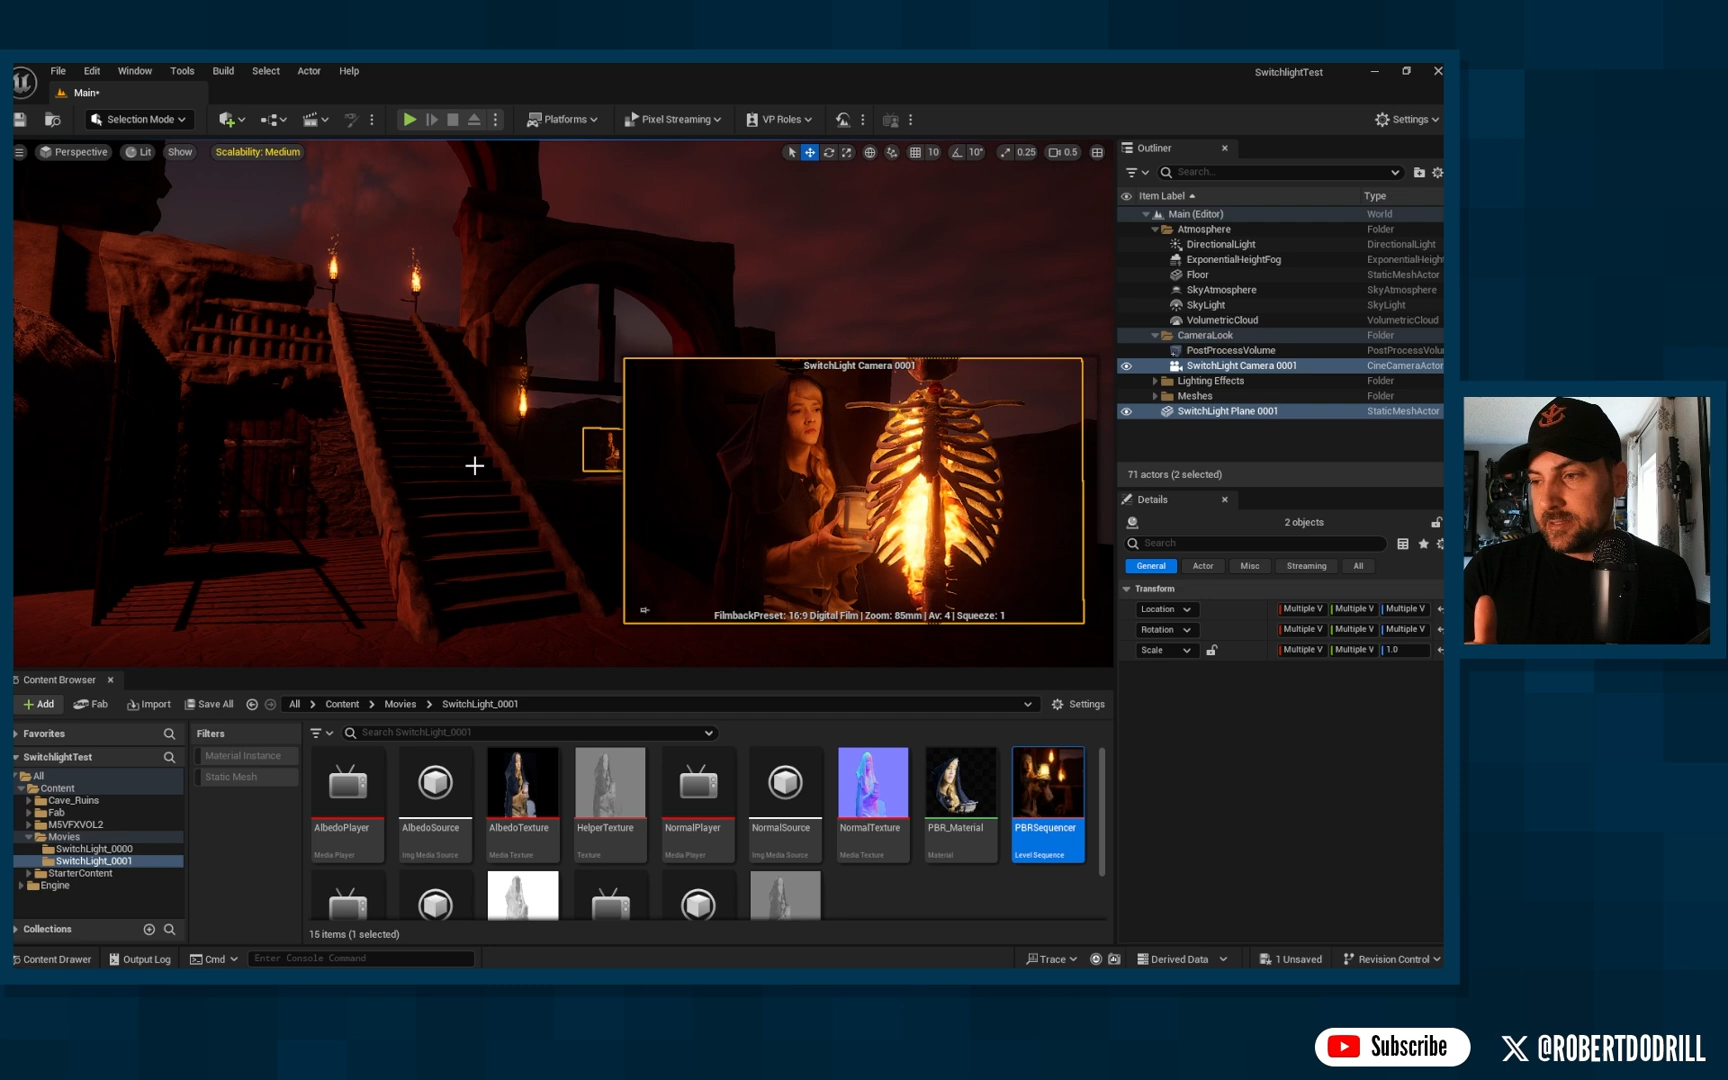 File Edit Window Tools Build Select Actor Help
SwitchlightTest
Main*
Selection Mode
Platforms
Pixel Streaming
VP Roles
Settings
Perspective
Lit
Show
Scalability: Medium
10
10°
0.25
0.5
Outliner
Search...
Item Label
Type
Main (Editor)
World
Atmosphere
Folder
DirectionalLight
DirectionalLight
ExponentialHeightFog
ExponentialHeigh
Floor
StaticMeshActor
SkyAtmosphere
SkyAtmosphere
SkyLight
SkyLight
VolumetricCloud
VolumetricCloud
CameraLook
Folder
PostProcessVolume
PostProcessVolu
SwitchLight Camera 0001
CineCameraActor
Lighting Effects
Folder
Meshes
Folder
SwitchLight Plane 0001
StaticMeshActor
71 actors (2 selected)
SwitchLight Camera 0001
FilmbackPreset: 16:9 Digital Film | Zoom: 85mm | Av: 4 | Squeeze: 1
Details
2 objects
Search
General
Actor
Misc
Streaming
All
Transform
Location
Multiple V
Multiple V
Multiple V
Rotation
Multiple V
Multiple V
Multiple V
Scale
Multiple V
Multiple V
1.0
Content Browser
Add
Fab
Import
Save All
All
Content
Movies
SwitchLight_0001
Settings
Favorites
SwitchlightTest
All
Content
Cave_Ruins
Fab
M5VFXVOL2
Movies
SwitchLight_0000
SwitchLight_0001
StarterContent
Engine
Collections
Filters
Material Instance
Static Mesh
Search SwitchLight_0001
AlbedoPlayer
Media Player
AlbedoSource
Img Media Source
AlbedoTexture
Media Texture
HelperTexture
Texture
NormalPlayer
Media Player
NormalSource
Img Media Source
NormalTexture
Media Texture
PBR_Material
Material
PBRSequencer
Level Sequence
15 items (1 selected)
Content Drawer
Output Log
Cmd
Enter Console Command
Trace
Derived Data
1 Unsaved
Revision Control
Subscribe
X @ROBERTDODRILL